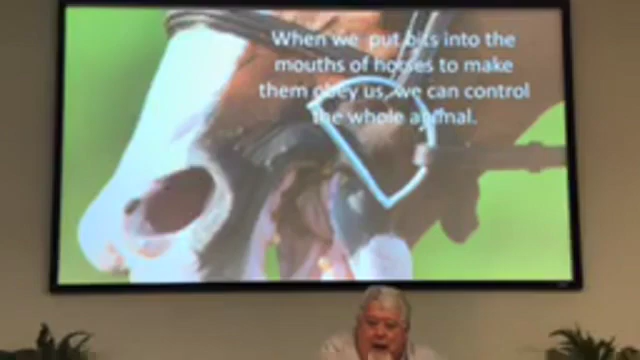 When we put bits into the
mouths of horses to make
them obey us, we can control
the whole animal.